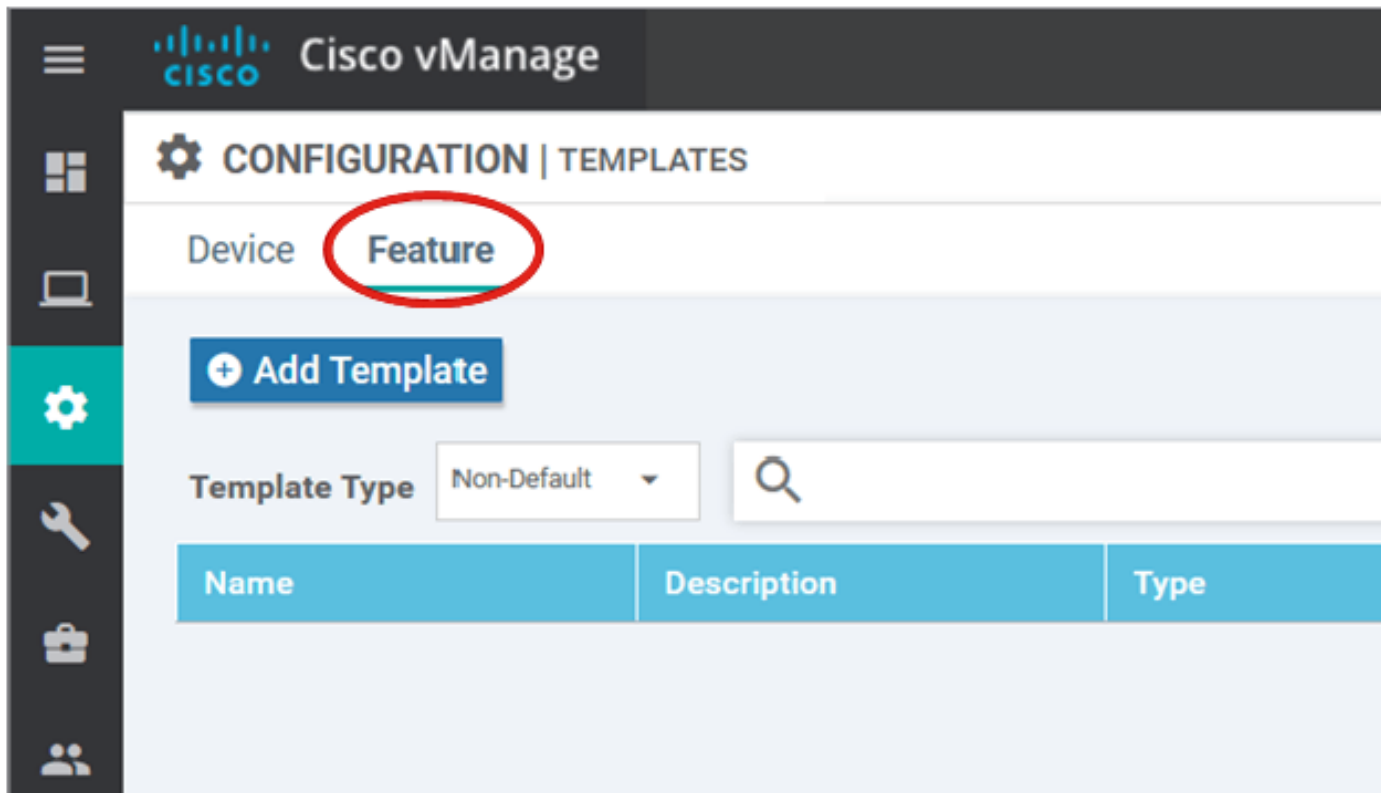 cisco Cisco vManage
CONFIGURATION | TEMPLATES
Device Feature
Add Template
Template Type Non-Default
Name Description Type